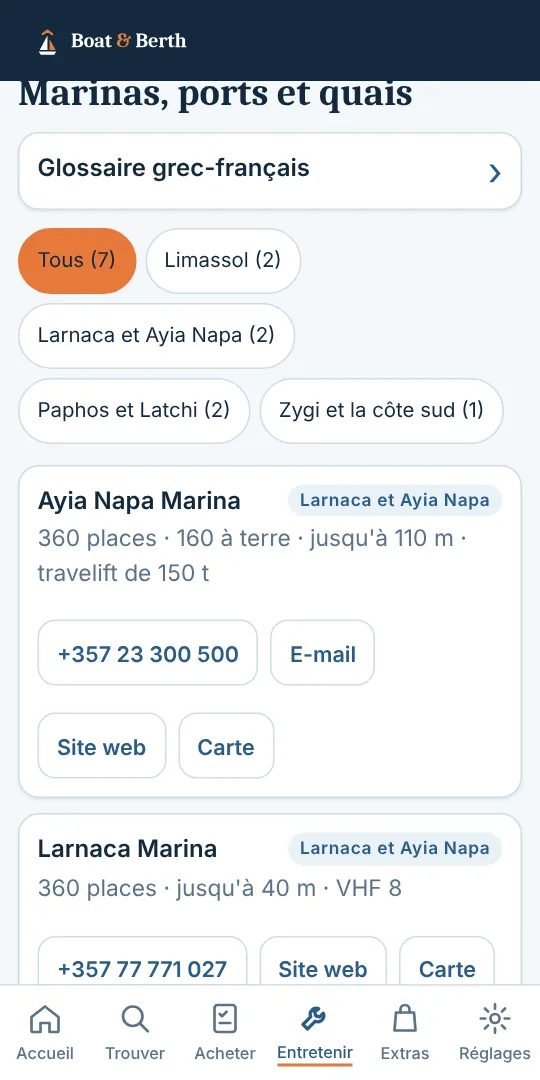 Boat & Berth
Marinas, ports et quais
Glossaire grec-français
Tous (7)
Limassol (2)
Larnaca et Ayia Napa (2)
Paphos et Latchi (2)
Zygi et la côte sud (1)
Ayia Napa Marina
Larnaca et Ayia Napa
360 places · 160 à terre · jusqu'à 110 m ·
travelift de 150 t
+357 23 300 500
E-mail
Site web
Carte
Larnaca Marina
Larnaca et Ayia Napa
360 places · jusqu'à 40 m · VHF 8
+357 77 771 027
Site web
Carte
Accueil
Trouver
Acheter
Entretenir
Extras
Réglages